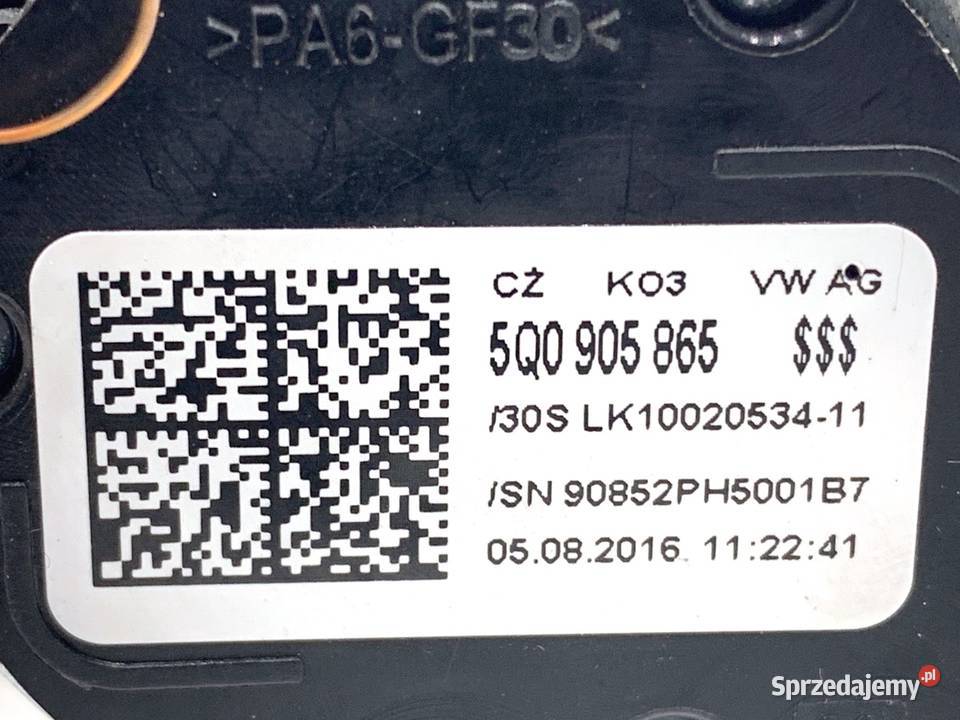 >PA6-GF30<
CŻ K03 VW AG
5Q0 905 865 $$$
/30S LK10020534-11
/SN 90852PH5001B7
05.08.2016 11:22:41
Sprzedajemy.pl